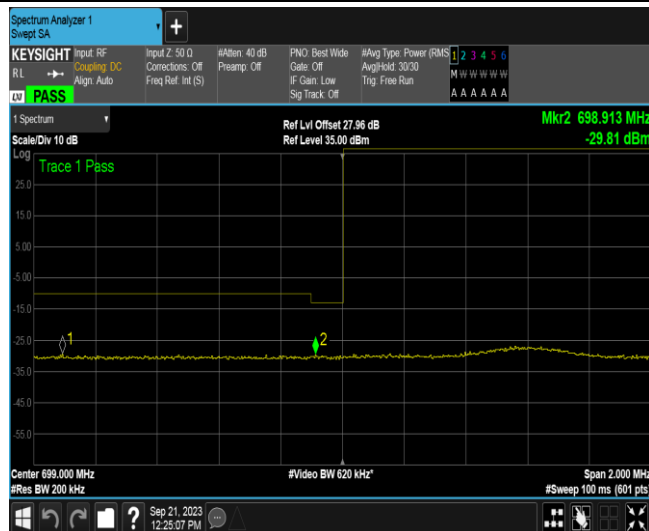 Spectrum Analyzer 1
Swept SA
KEYSIGHT
RL
LXI
PASS
Input: RF
Coupling: DC
Align: Auto
Input Z: 50 Ω
Corrections: Off
Freq Ref: Int (S)
#Atten: 40 dB
Preamp: Off
PNO: Best Wide
Gate: Off
IF Gain: Low
Sig Track: Off
#Avg Type: Power (RMS
Avg|Hold: 30/30
Trig: Free Run
1 2 3 4 5 6
M W W W W W
A A A A A A
1 Spectrum
Scale/Div 10 dB
Ref Lvl Offset 27.96 dB
Ref Level 35.00 dBm
Mkr2 698.913 MHz
-29.81 dBm
Log
Trace 1 Pass
25.0
15.0
5.00
-5.00
-15.0
-25.0
-35.0
-45.0
-55.0
1
2
Center 699.000 MHz
#Res BW 200 kHz
#Video BW 620 kHz*
Span 2.000 MHz
#Sweep 100 ms (601 pts)
?
Sep 21, 2023
12:25:07 PM